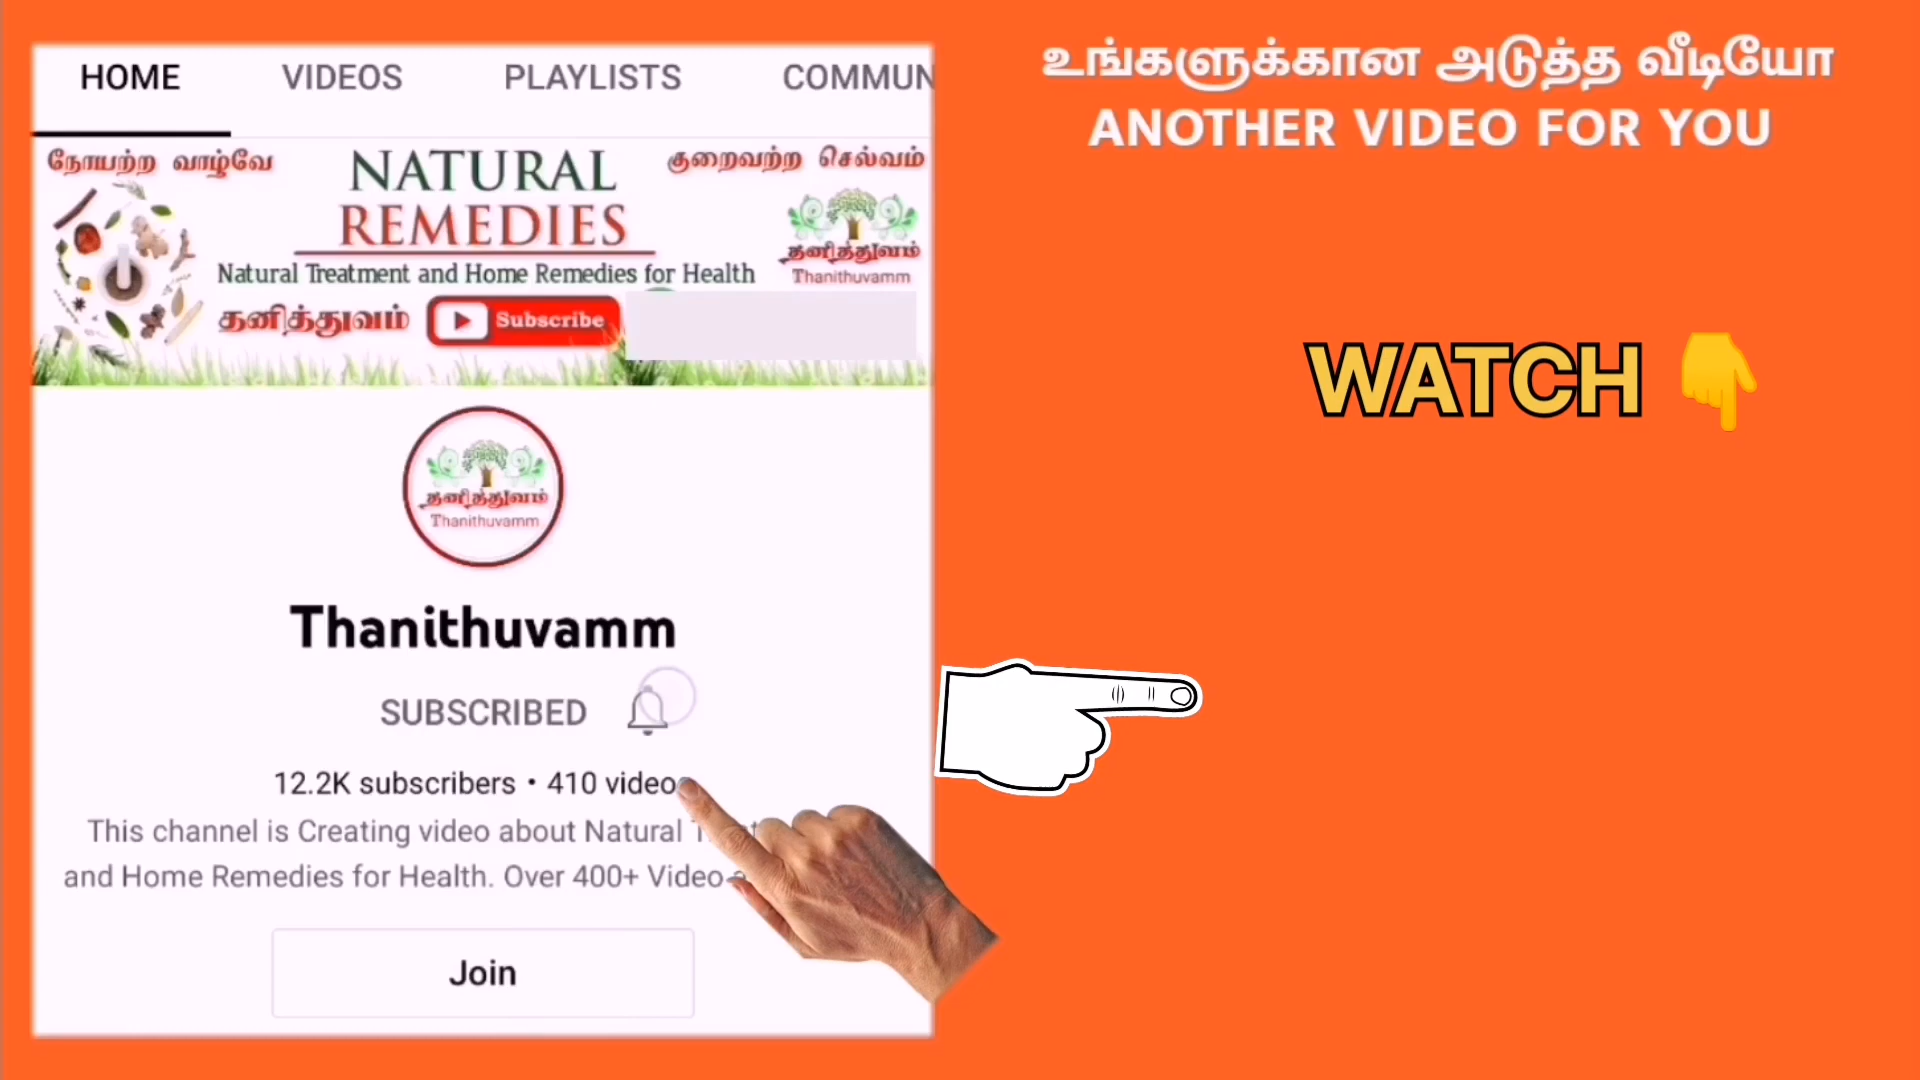 HOME VIDEOS PLAYLISTS COMMUN
நோயற்ற வாழ்வே
NATURAL
REMEDIES
குறைவற்ற செல்வம்
தனித்துவம்
Thanithuvamm
Natural Treatment and Home Remedies for Health
தனித்துவம்
Subscribe
தனித்துவம்
Thanithuvamm
Thanithuvamm
SUBSCRIBED
12.2K subscribers • 410 video
This channel is Creating video about Natural
and Home Remedies for Health. Over 400+ Video
Join
உங்களுக்கான அடுத்த வீடியோ
ANOTHER VIDEO FOR YOU
WATCH